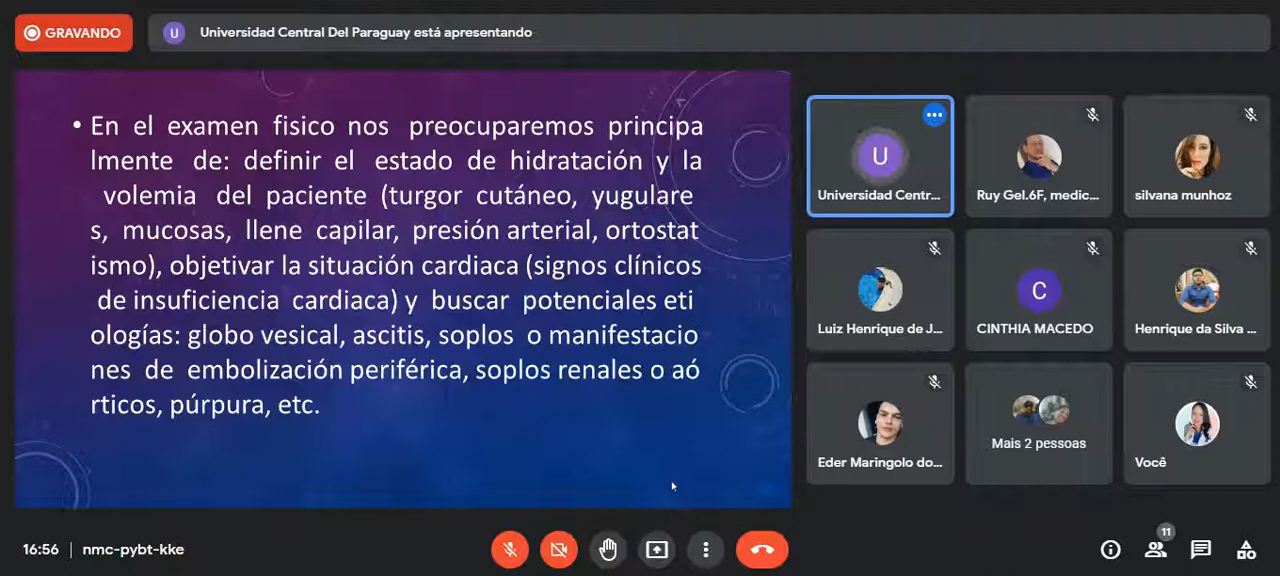 GRAVANDO
U
Universidad Central Del Paraguay está apresentando
• En el examen fisico nos preocuparemos principa
lmente de: definir el estado de hidratación y la
volemia del paciente (turgor cutáneo, yugulare
s, mucosas, llene capilar, presión arterial, ortostat
ismo), objetivar la situación cardiaca (signos clínicos
de insuficiencia cardiaca) y buscar potenciales eti
ologías: globo vesical, ascitis, soplos o manifestacio
nes de embolización periférica, soplos renales o aó
rticos, púrpura, etc.
U
Universidad Centr...
Ruy Gel.6F, medic...
silvana munhoz
Luiz Henrique de J...
C
CINTHIA MACEDO
Henrique da Silva ...
Eder Maringolo do...
Mais 2 pessoas
Você
16:56 | nmc-pybt-kke
11